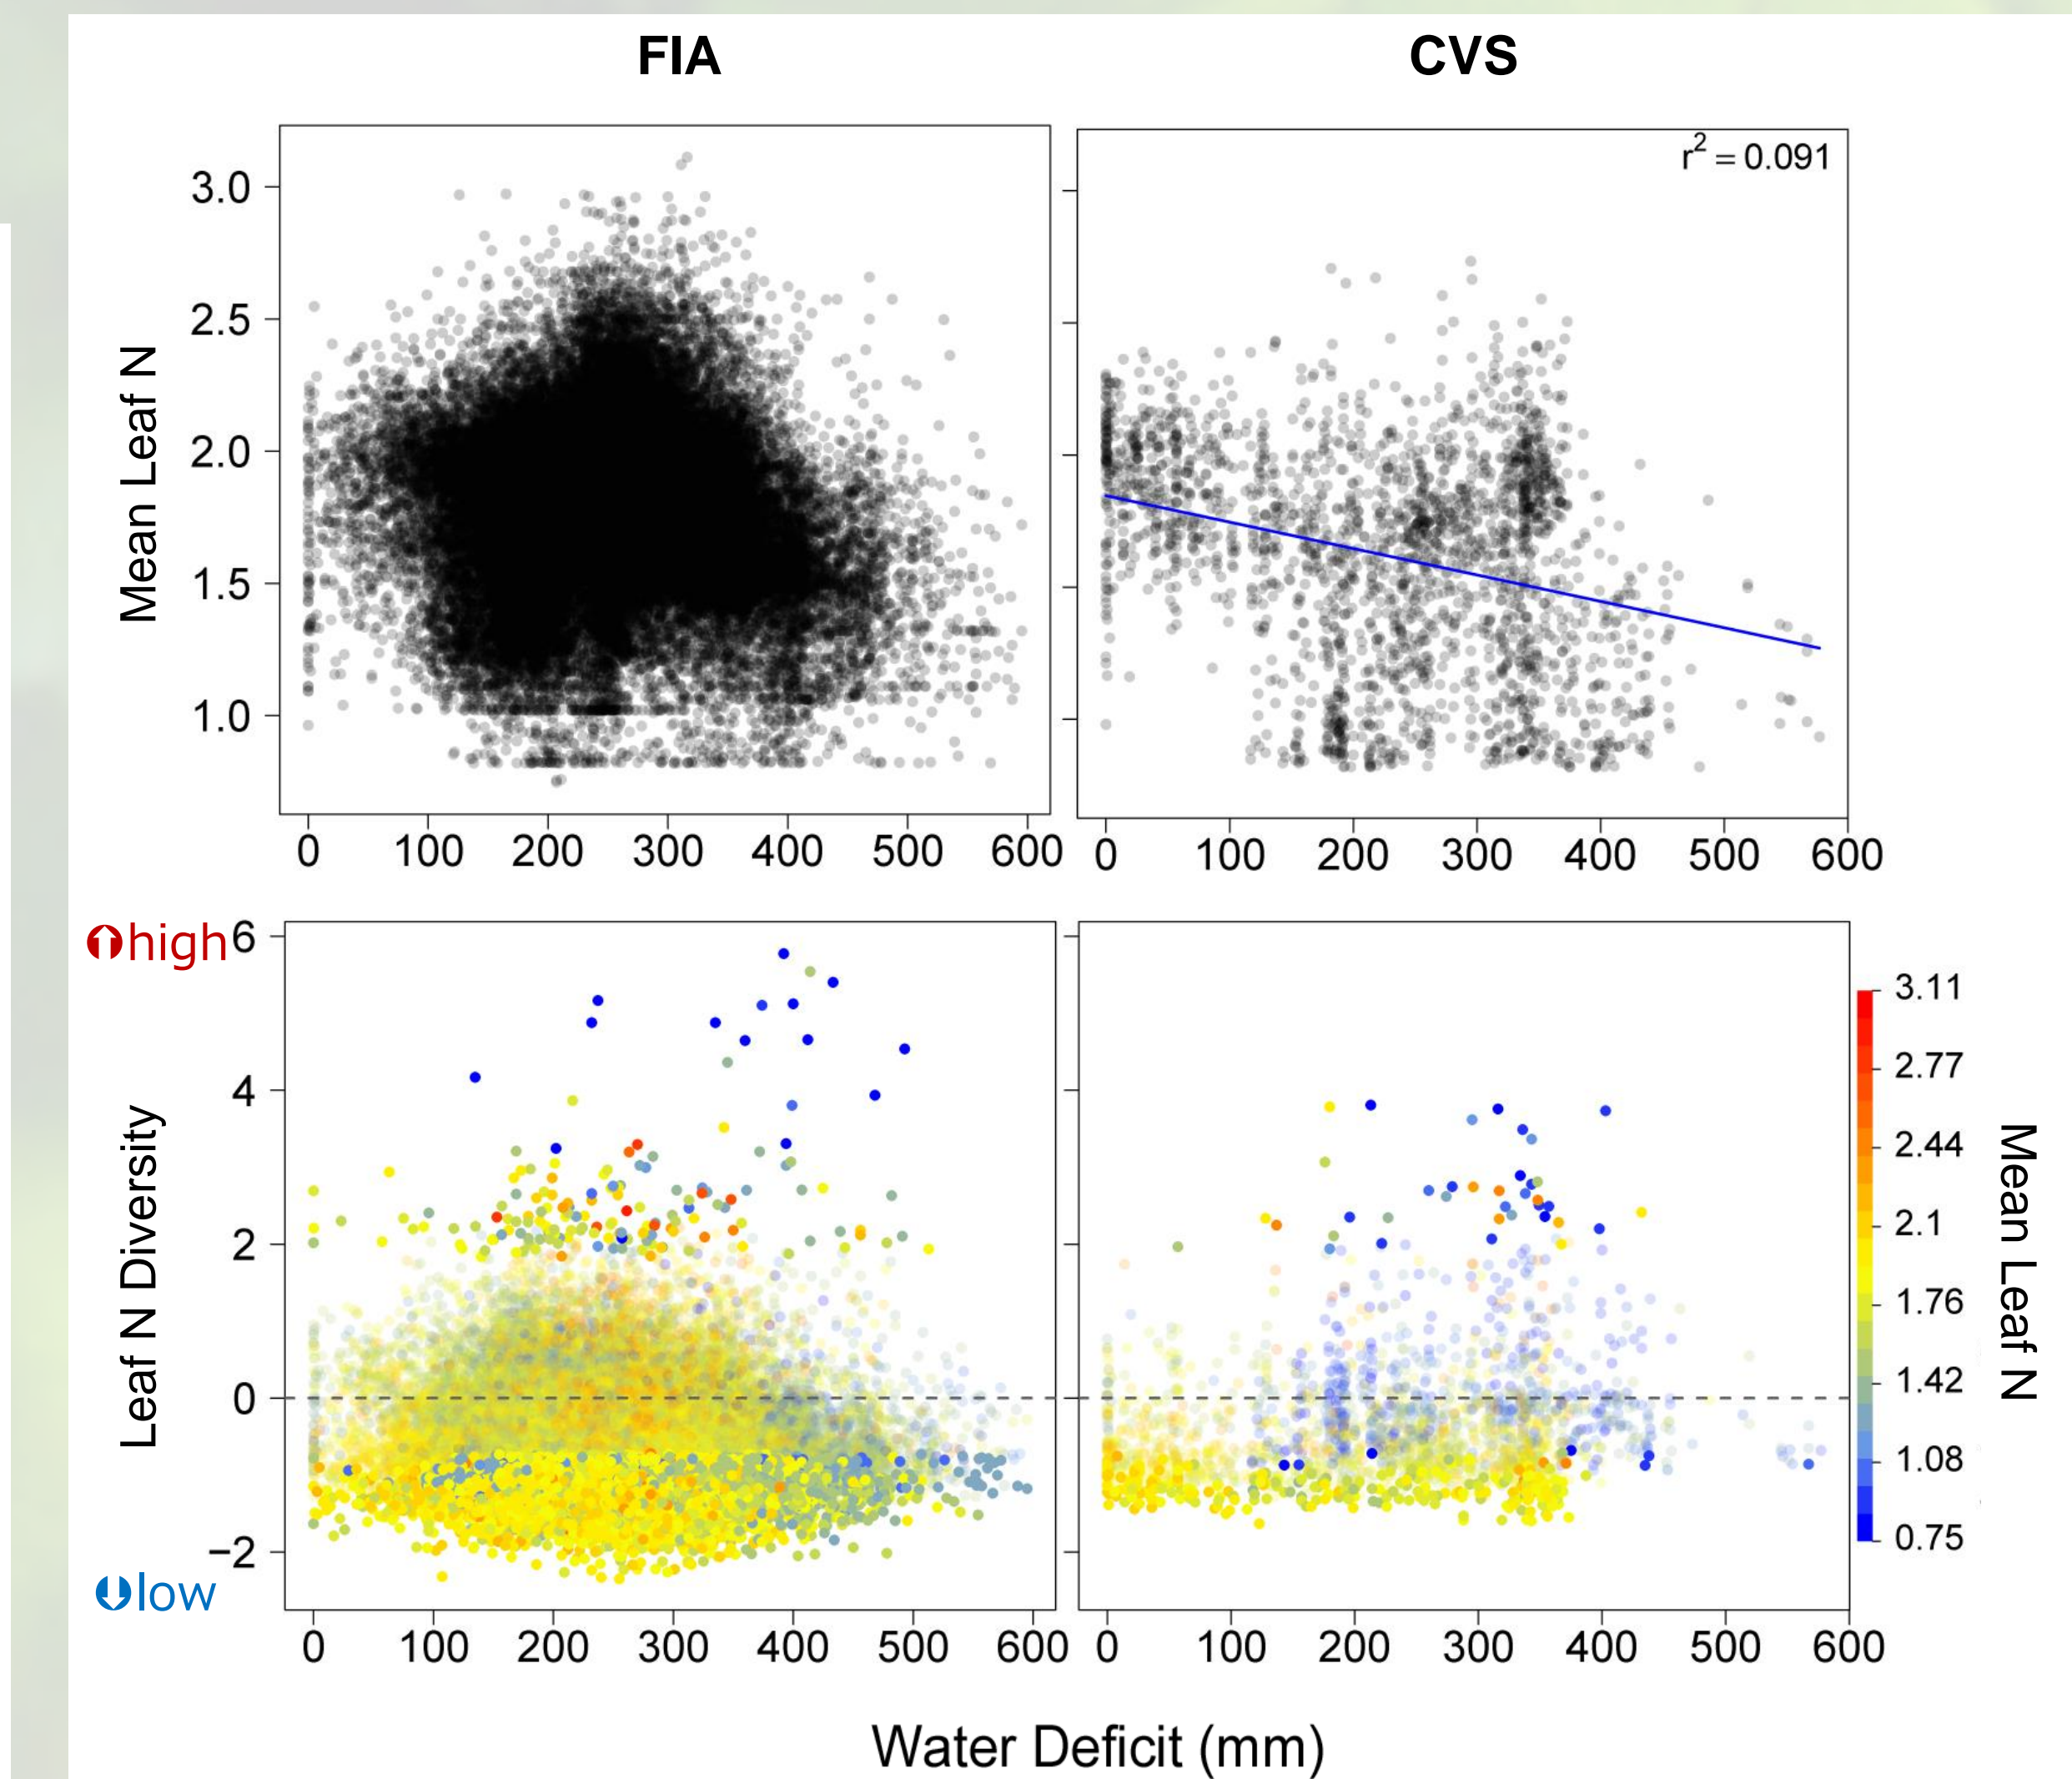 FIA
CVS
r² = 0.091
Mean Leaf N
3.0
2.5
2.0
1.5
1.0
0 100 200 300 400 500 600
0 100 200 300 400 500 600
high
6
4
2
0
−2
low
Leaf N Diversity
3.11
2.77
2.44
2.1
1.76
1.42
1.08
0.75
Mean Leaf N
0 100 200 300 400 500 600
0 100 200 300 400 500 600
Water Deficit (mm)